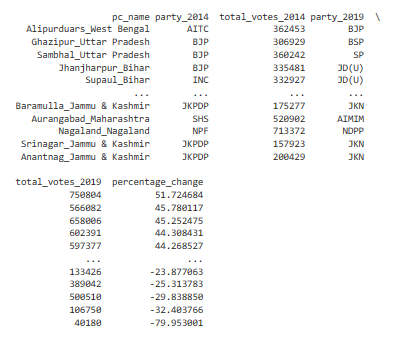 pc_name party_2014 total_votes_2014 party_2019 \
Alipurduars_West Bengal AITC 362453 BJP
Ghazipur_Uttar Pradesh BJP 306929 BSP
Sambhal_Uttar Pradesh BJP 360242 SP
Jhanjharpur_Bihar BJP 335481 JD(U)
Supaul_Bihar INC 332927 JD(U)
... ... ... ...
Baramulla_Jammu & Kashmir JKPDP 175277 JKN
Aurangabad_Maharashtra SHS 520902 AIMIM
Nagaland_Nagaland NPF 713372 NDPP
Srinagar_Jammu & Kashmir JKPDP 157923 JKN
Anantnag_Jammu & Kashmir JKPDP 200429 JKN
total_votes_2019 percentage_change
750804 51.724684
566082 45.780117
658006 45.252475
602391 44.308431
597377 44.268527
... ...
133426 -23.877063
389042 -25.313783
500510 -29.838850
106750 -32.403766
40180 -79.953001